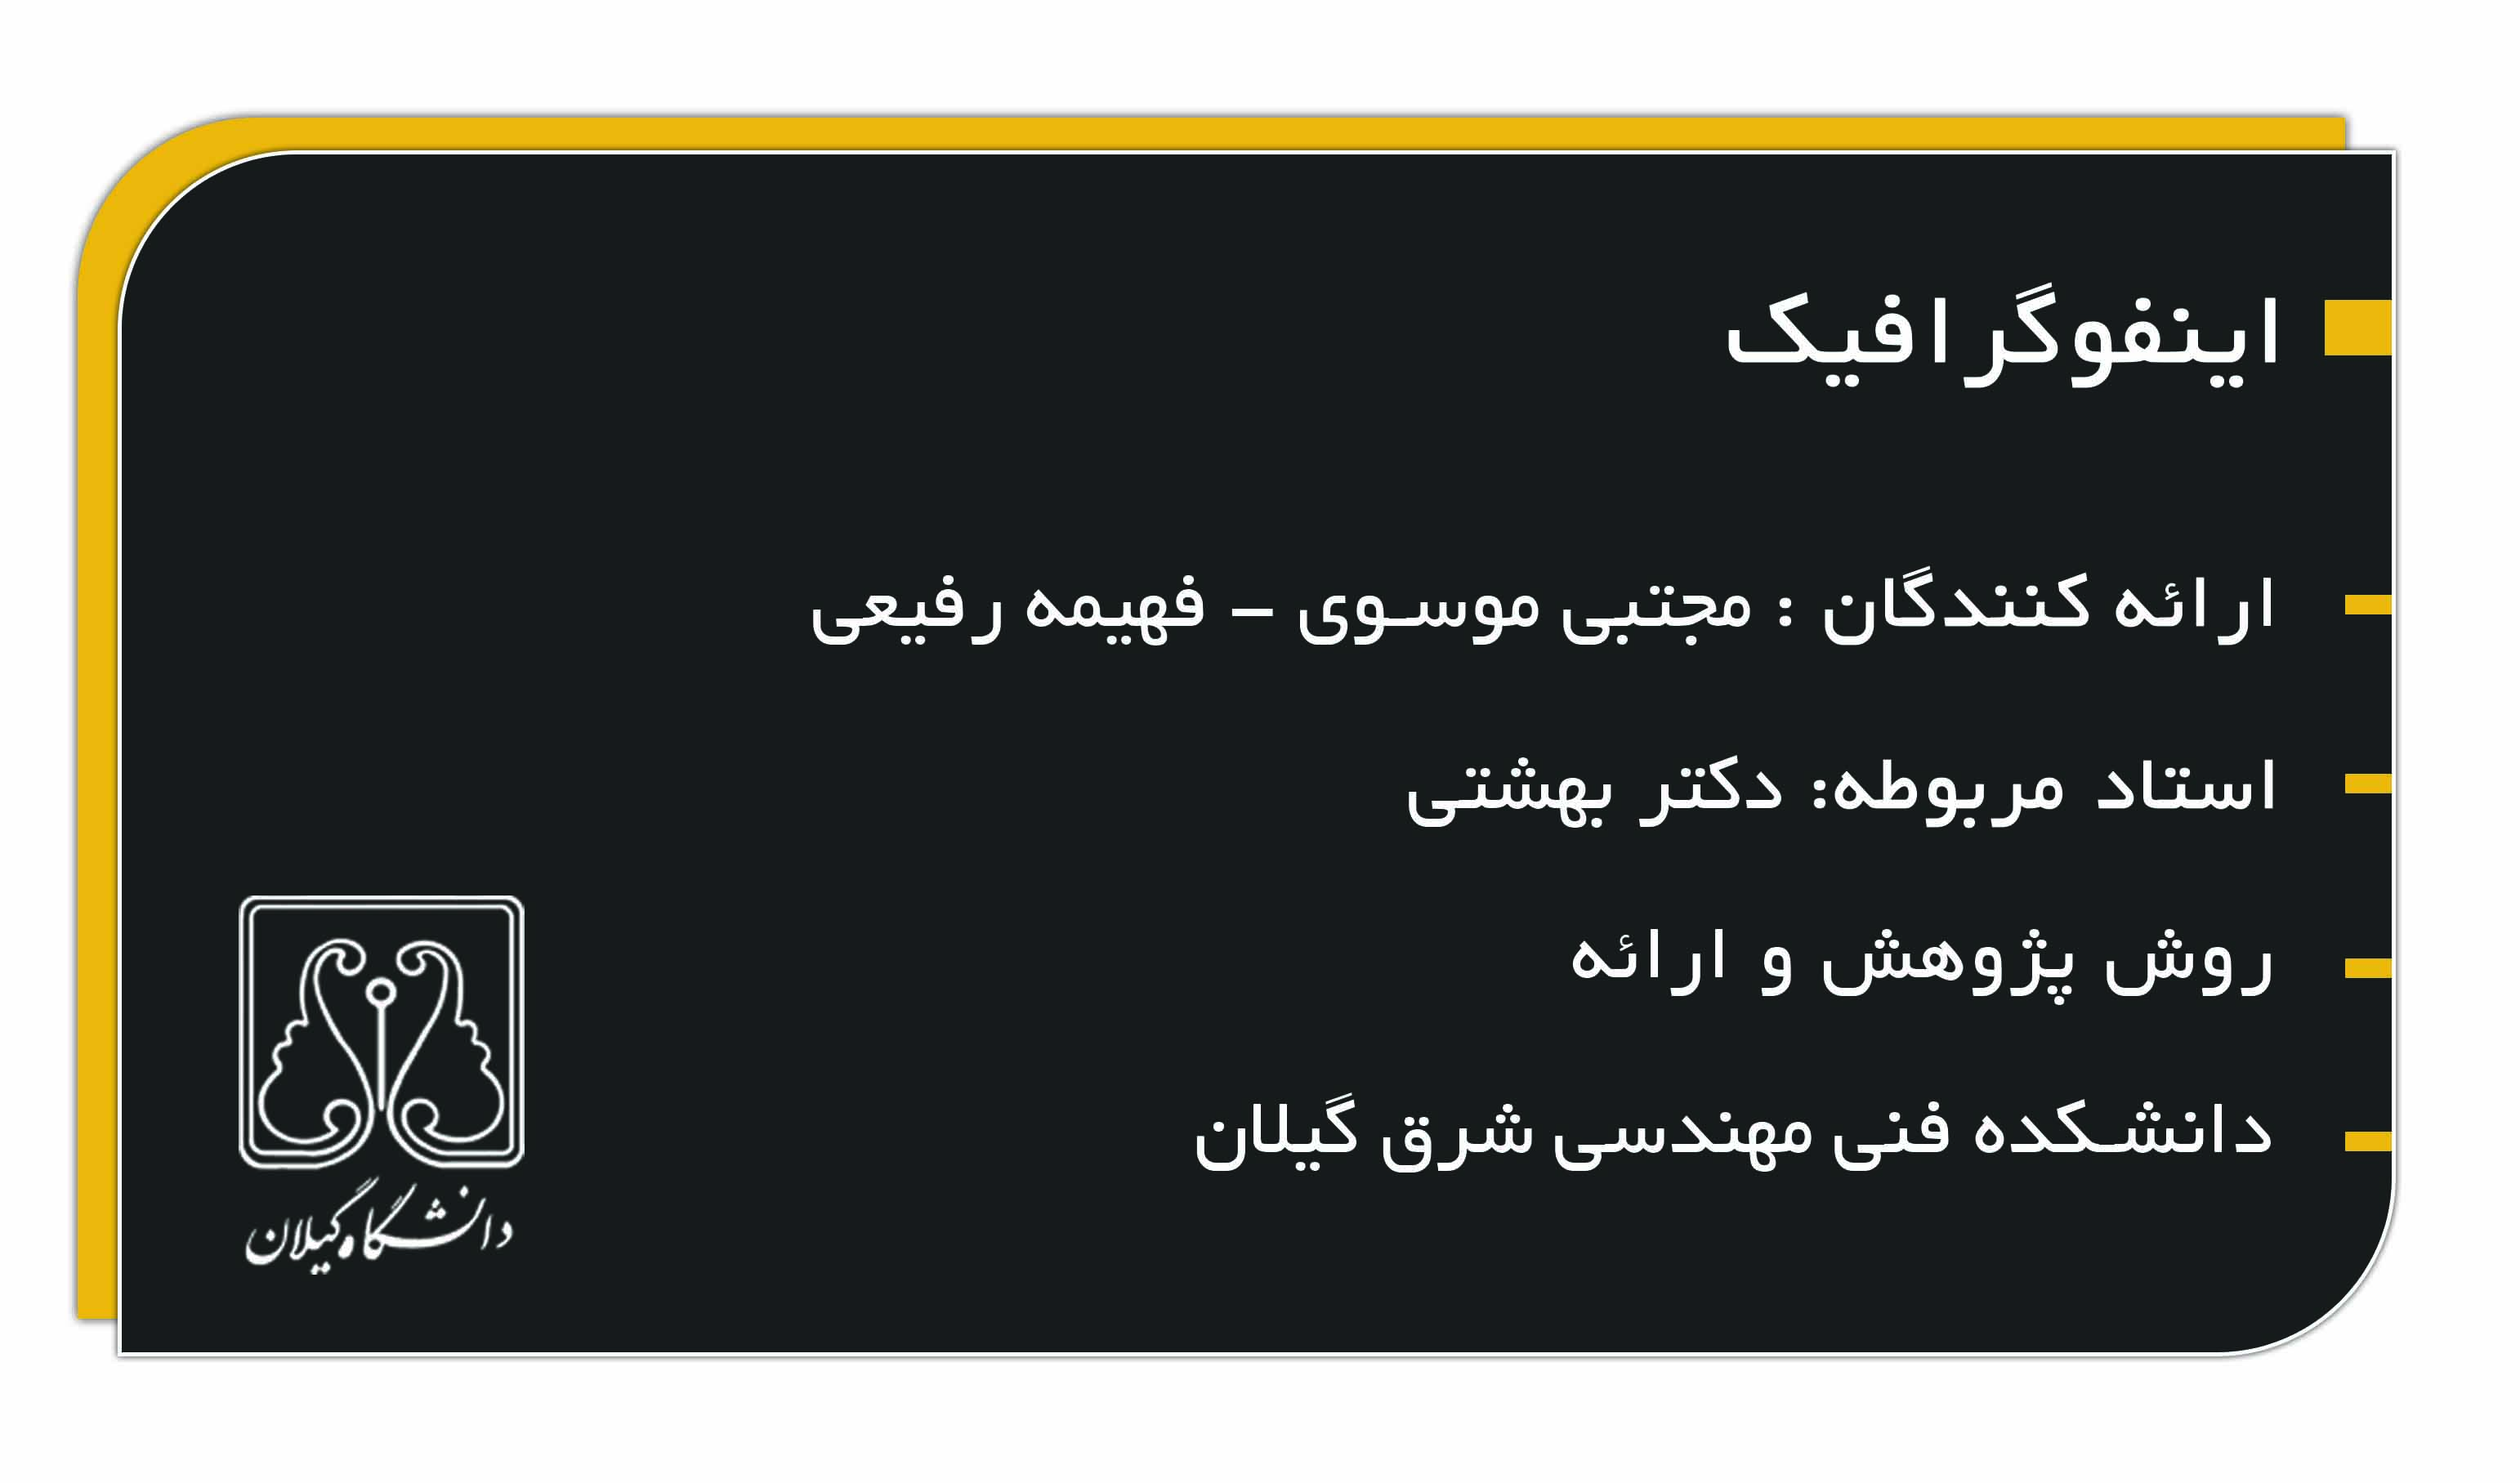 اینفوگرافیک
ارائه کنندگان : مجتبی موسوی – فهیمه رفیعی
استاد مربوطه: دکتر بهشتی
روش پژوهش و ارائه
دانشکده فنی مهندسی شرق گیلان
دانشگاه گیلان